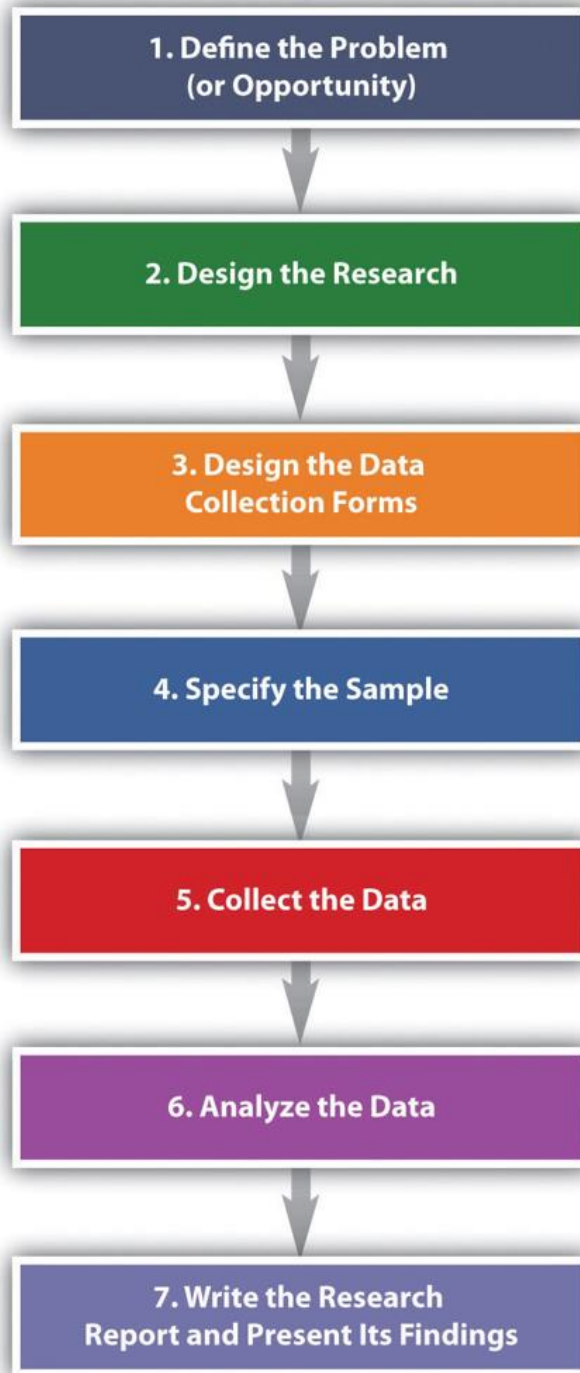 1. Define the Problem
(or Opportunity)
2. Design the Research
3. Design the Data
Collection Forms
4. Specify the Sample
5. Collect the Data
6. Analyze the Data
7. Write the Research
Report and Present Its Findings